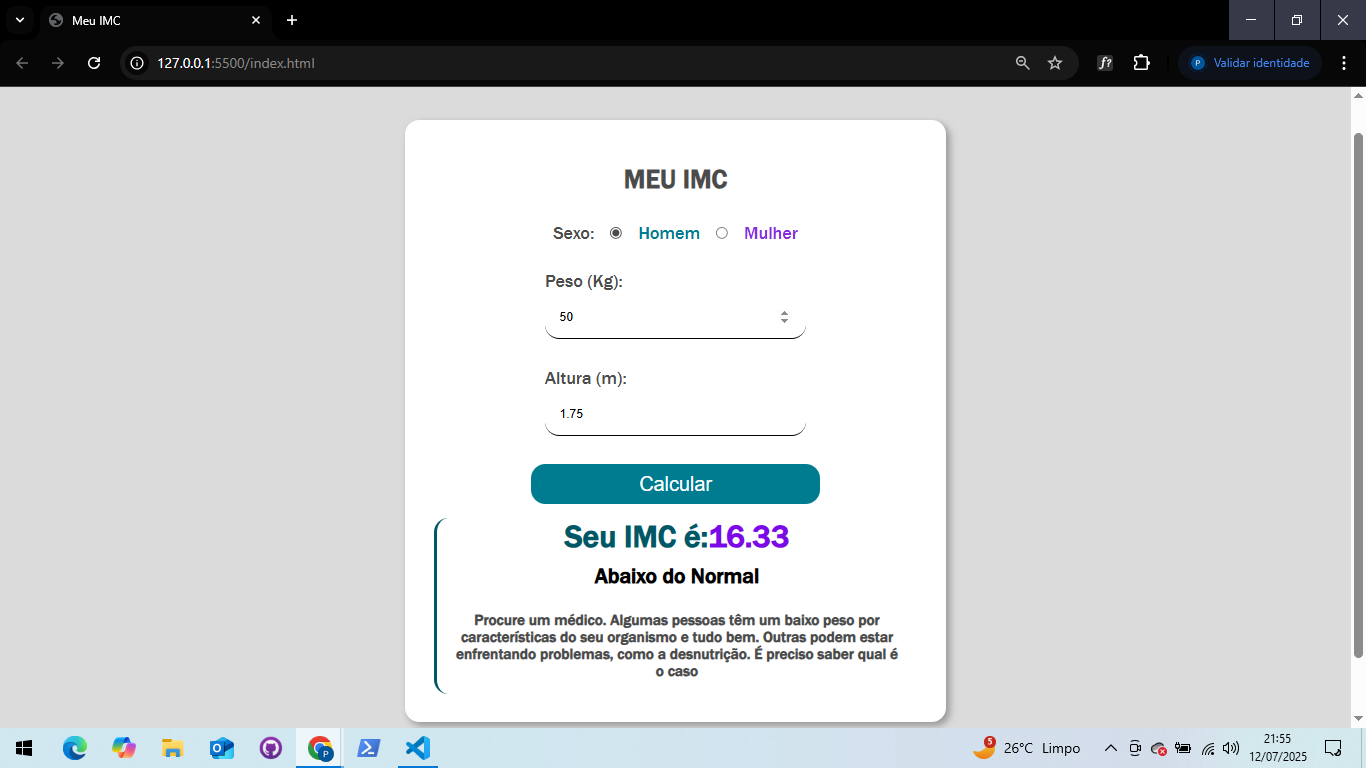 Meu IMC
127.0.0.1:5500/index.html
f?
P Validar identidade
MEU IMC
Sexo: Homem Mulher
Peso (Kg):
50
Altura (m):
1.75
Calcular
Seu IMC é:16.33
Abaixo do Normal
Procure um médico. Algumas pessoas têm um baixo peso por
características do seu organismo e tudo bem. Outras podem estar
enfrentando problemas, como a desnutrição. É preciso saber qual é
o caso
5 26°C Limpo
21:55
12/07/2025